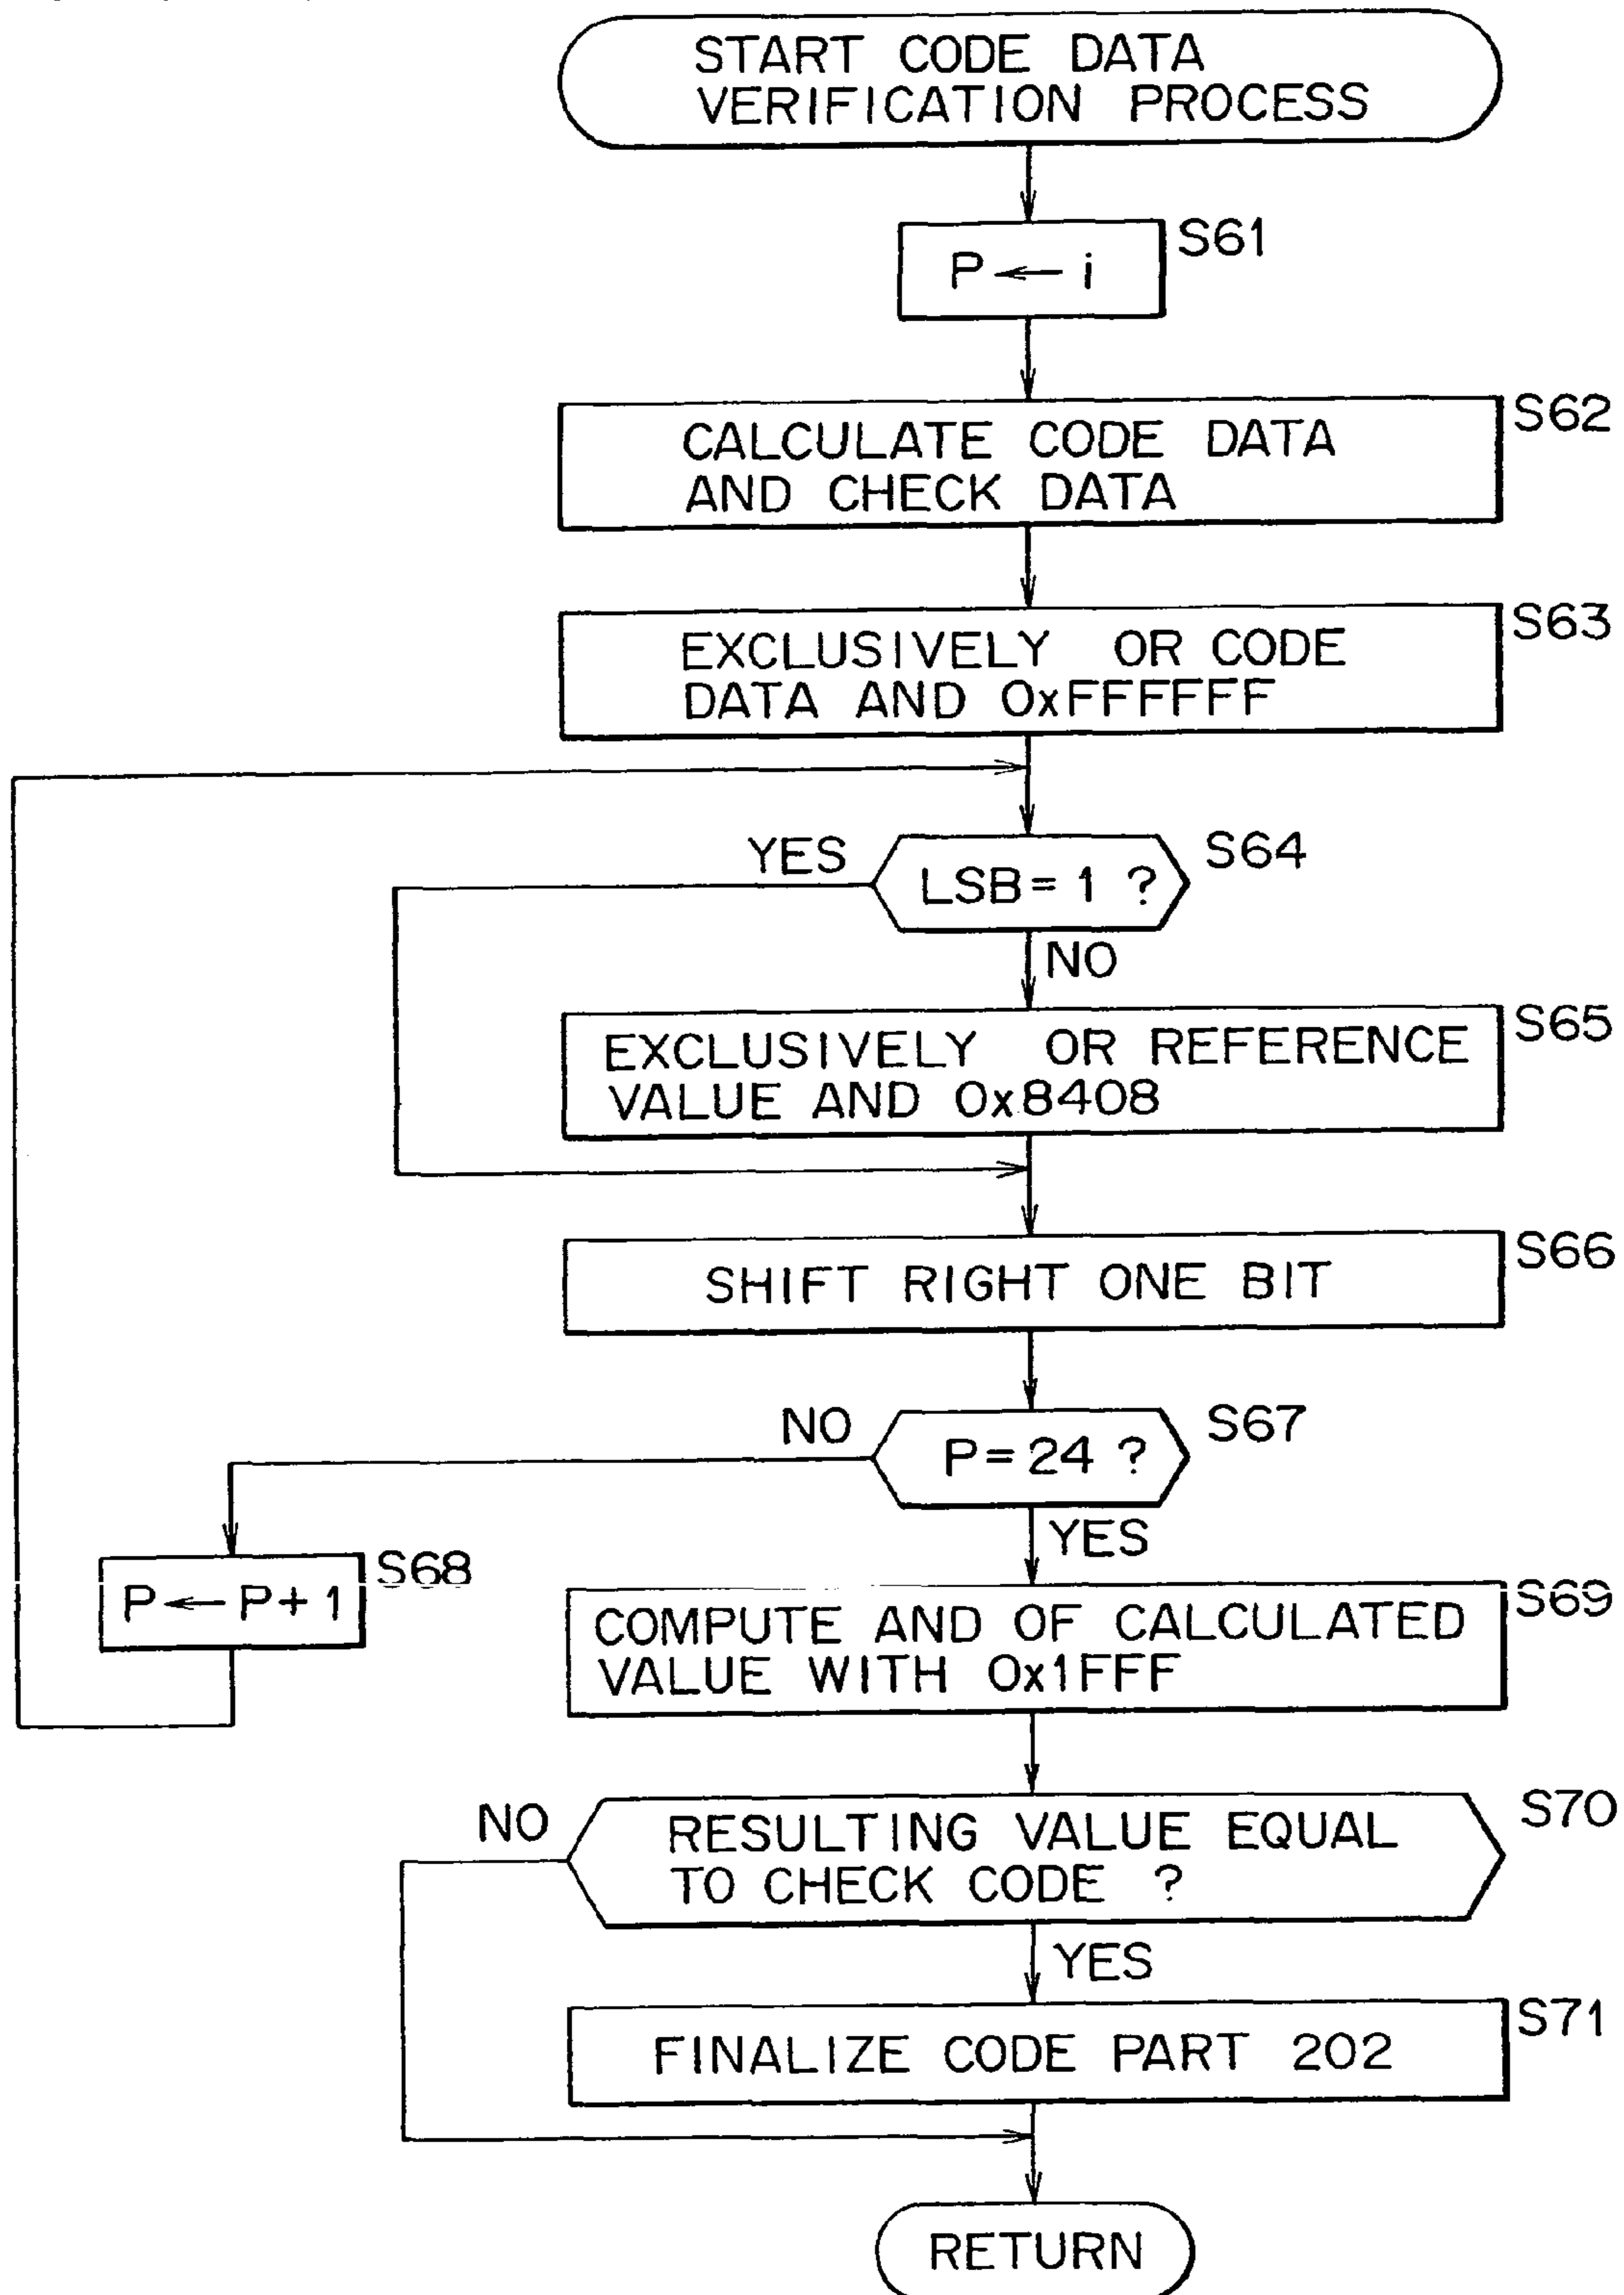 START CODE DATA
VERIFICATION PROCESS
S61
P ← i
S62
CALCULATE CODE DATA
AND CHECK DATA
S63
EXCLUSIVELY OR CODE
DATA AND 0xFFFFFF
YES
S64
LSB = 1 ?
NO
S65
EXCLUSIVELY OR REFERENCE
VALUE AND 0x8408
S66
SHIFT RIGHT ONE BIT
NO
S67
P = 24 ?
YES
S68
P ← P + 1
S69
COMPUTE AND OF CALCULATED
VALUE WITH 0x1FFF
NO
S70
RESULTING VALUE EQUAL
TO CHECK CODE ?
YES
S71
FINALIZE CODE PART 202
RETURN